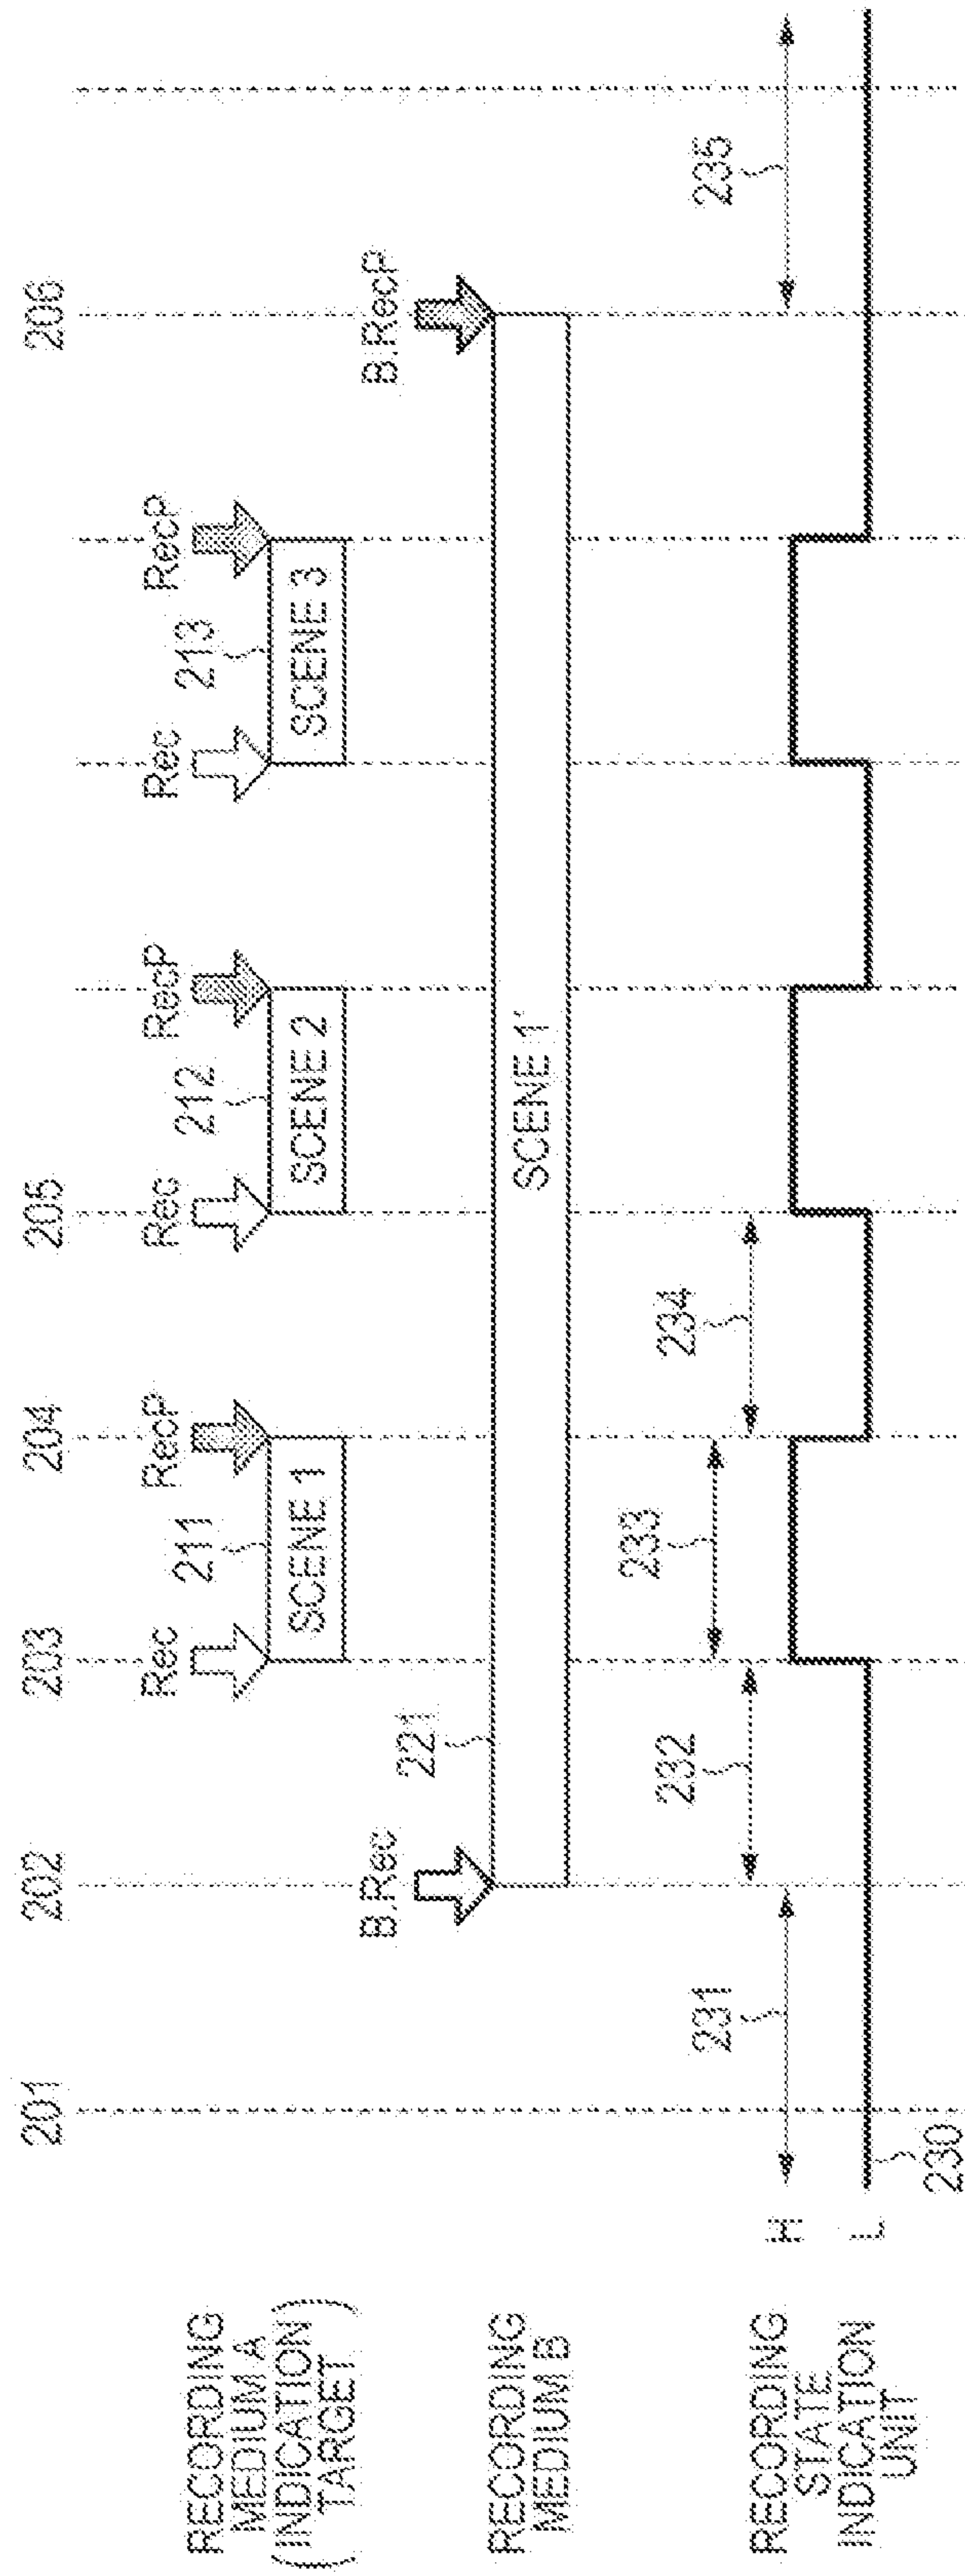 201
202
203
204
205
206
Rec
RecP
Rec
RecP
Rec
RecP
211
212
213
RECORDING
MEDIUM A
(INDICATION
TARGET)
SCENE 1
SCENE 2
SCENE 3
B.Rec
B.RecP
221
RECORDING
MEDIUM B
SCENE 1'
231
232
233
234
235
RECORDING
STATE
INDICATION
UNIT
H
L
230